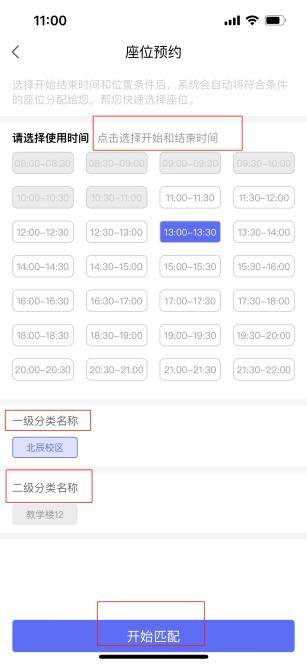 11:00
座位预约
选择开始结束时间和位置条件后，系统会自动将符合条件
的座位分配给您，帮您快速选择座位。
请选择使用时间 点击选择开始和结束时间
08:00-08:30 08:30-09:00 09:00-09:30 09:30-10:00
10:00-10:30 10:30-11:00 11:00-11:30 11:30-12:00
12:00-12:30 12:30-13:00 13:00-13:30 13:30-14:00
14:00-14:30 14:30-15:00 15:00-15:30 15:30-16:00
16:00-16:30 16:30-17:00 17:00-17:30 17:30-18:00
18:00-18:30 18:30-19:00 19:00-19:30 19:30-20:00
20:00-20:30 20:30-21:00 21:00-21:30 21:30-22:00
一级分类名称
北辰校区
二级分类名称
教学楼12
开始匹配